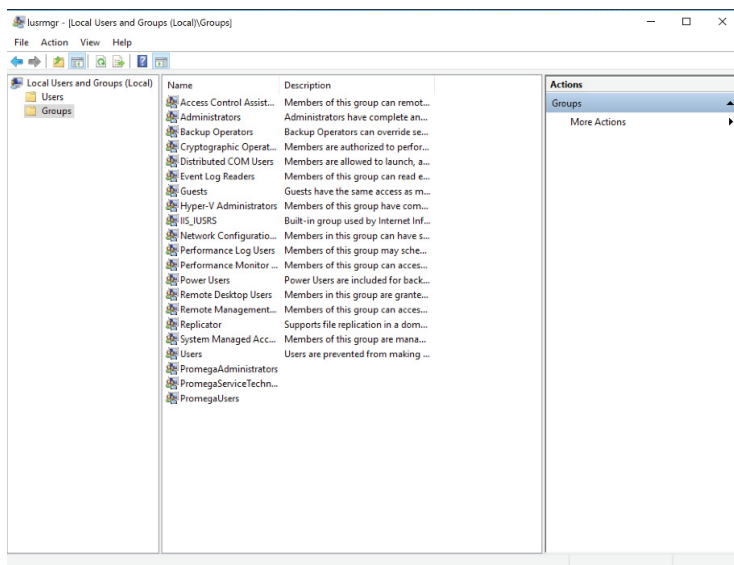 lusrmgr - [Local Users and Groups (Local)\Groups]
File Action View Help
Local Users and Groups (Local)
Users
Groups
Name Description
Access Control Assist... Members of this group can remot...
Administrators Administrators have complete an...
Backup Operators Backup Operators can override se...
Cryptographic Operat... Members are authorized to perfor...
Distributed COM Users Members are allowed to launch, a...
Event Log Readers Members of this group can read e...
Guests Guests have the same access as m...
Hyper-V Administrators Members of this group have com...
IIS_IUSRS Built-in group used by Internet Inf...
Network Configuratio... Members in this group can have s...
Performance Log Users Members of this group may sche...
Performance Monitor ... Members of this group can acces...
Power Users Power Users are included for back...
Remote Desktop Users Members in this group are grante...
Remote Management... Members of this group can acces...
Replicator Supports file replication in a dom...
System Managed Acc... Members of this group are mana...
Users Users are prevented from making ...
PromegaAdministrators
PromegaServiceTechn...
PromegaUsers
Actions
Groups
More Actions